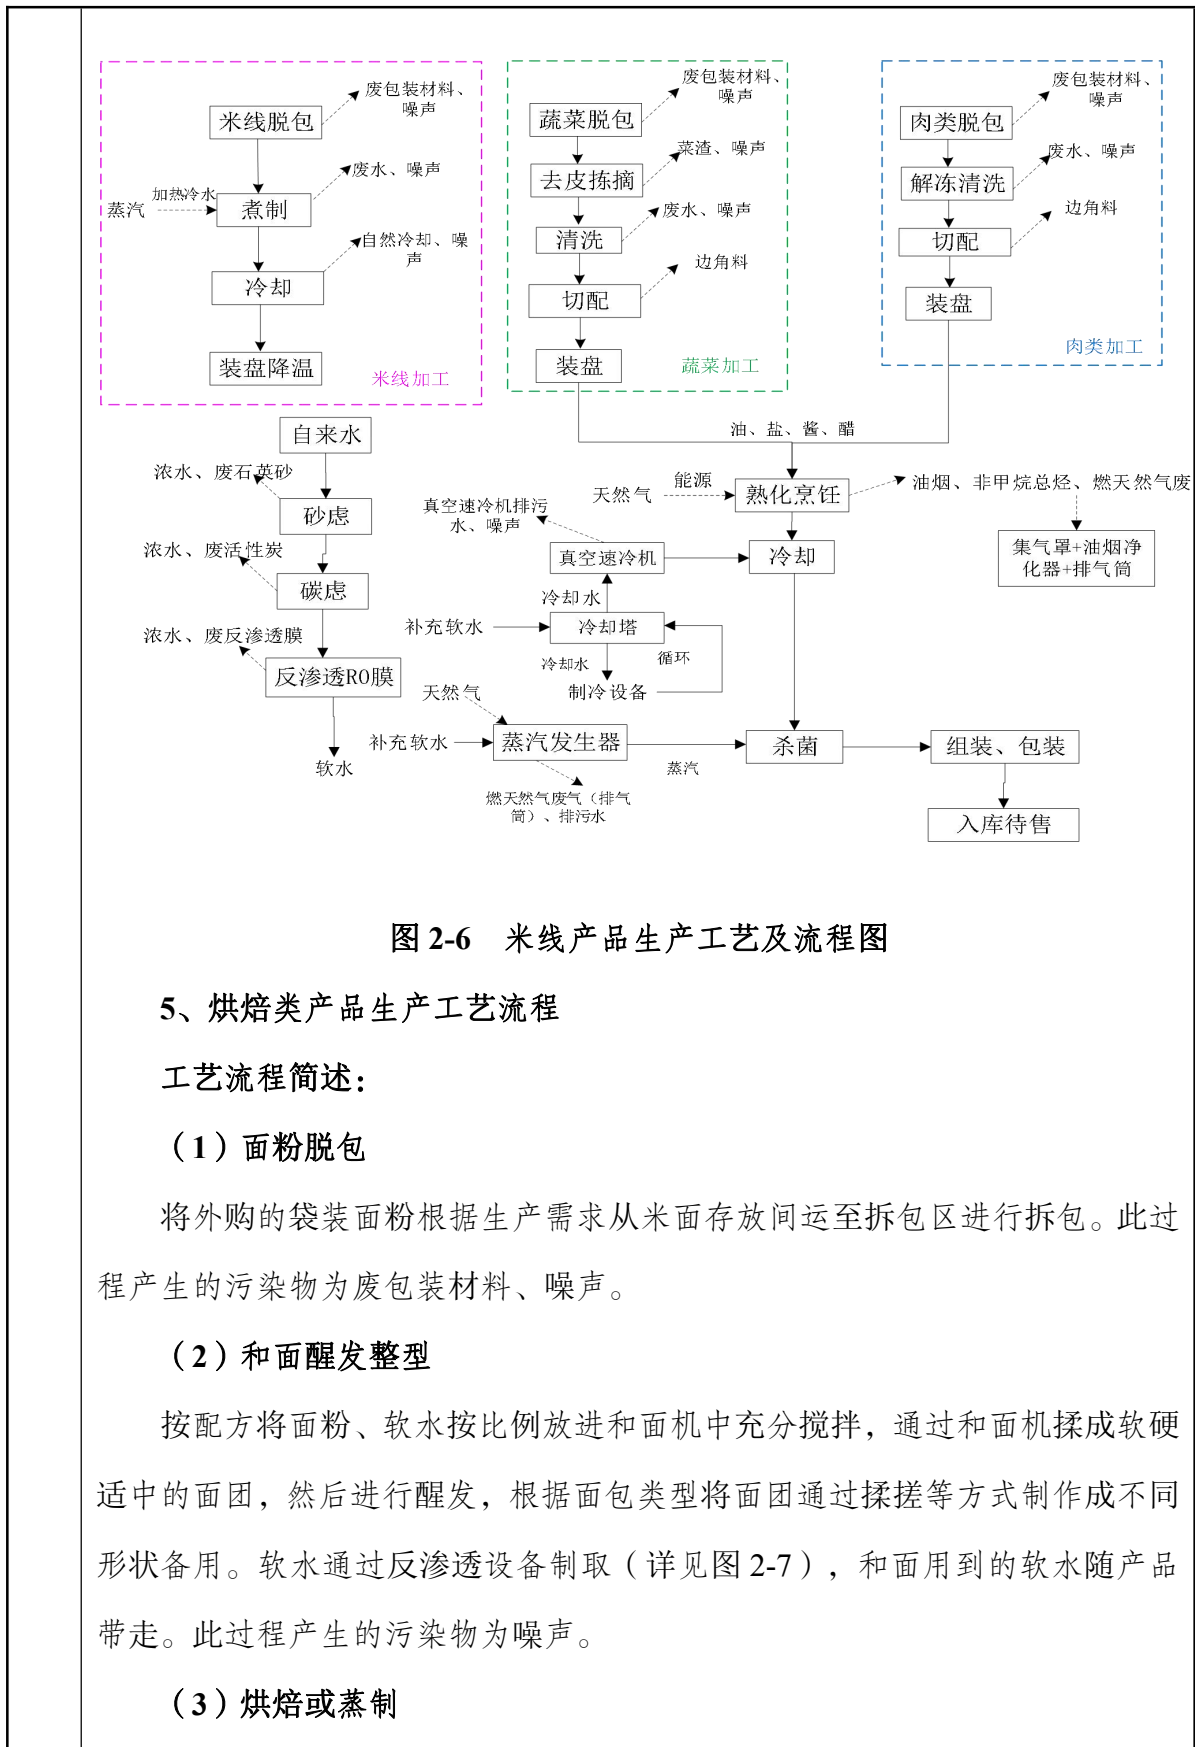 废包装材料、
噪声
米线脱包
废水、噪声
加热冷水
蒸汽
煮制
自然冷却、噪
声
冷却
装盘降温
米线加工
废包装材料、
噪声
蔬菜脱包
菜渣、噪声
去皮拣摘
废水、噪声
清洗
边角料
切配
装盘
蔬菜加工
废包装材料、
噪声
肉类脱包
废水、噪声
解冻清洗
边角料
切配
装盘
肉类加工
自来水
浓水、废石英砂
砂虑
浓水、废活性炭
碳虑
浓水、废反渗透膜
反渗透RO膜
软水
油、盐、酱、醋
能源
天然气
熟化烹饪
油烟、非甲烷总烃、燃天然气废
集气罩+油烟净
化器+排气筒
真空速冷机排污
水、噪声
真空速冷机
冷却
冷却水
补充软水
冷却塔
循环
冷却水
制冷设备
天然气
补充软水
蒸汽发生器
蒸汽
燃天然气废气（排气
筒）、排污水
杀菌
组装、包装
入库待售
图 2-6 米线产品生产工艺及流程图
5、烘焙类产品生产工艺流程
工艺流程简述：
（1）面粉脱包
将外购的袋装面粉根据生产需求从米面存放间运至拆包区进行拆包。此过
程产生的污染物为废包装材料、噪声。
（2）和面醒发整型
按配方将面粉、软水按比例放进和面机中充分搅拌，通过和面机揉成软硬
适中的面团，然后进行醒发，根据面包类型将面团通过揉搓等方式制作成不同
形状备用。软水通过反渗透设备制取（详见图 2-7），和面用到的软水随产品
带走。此过程产生的污染物为噪声。
（3）烘焙或蒸制